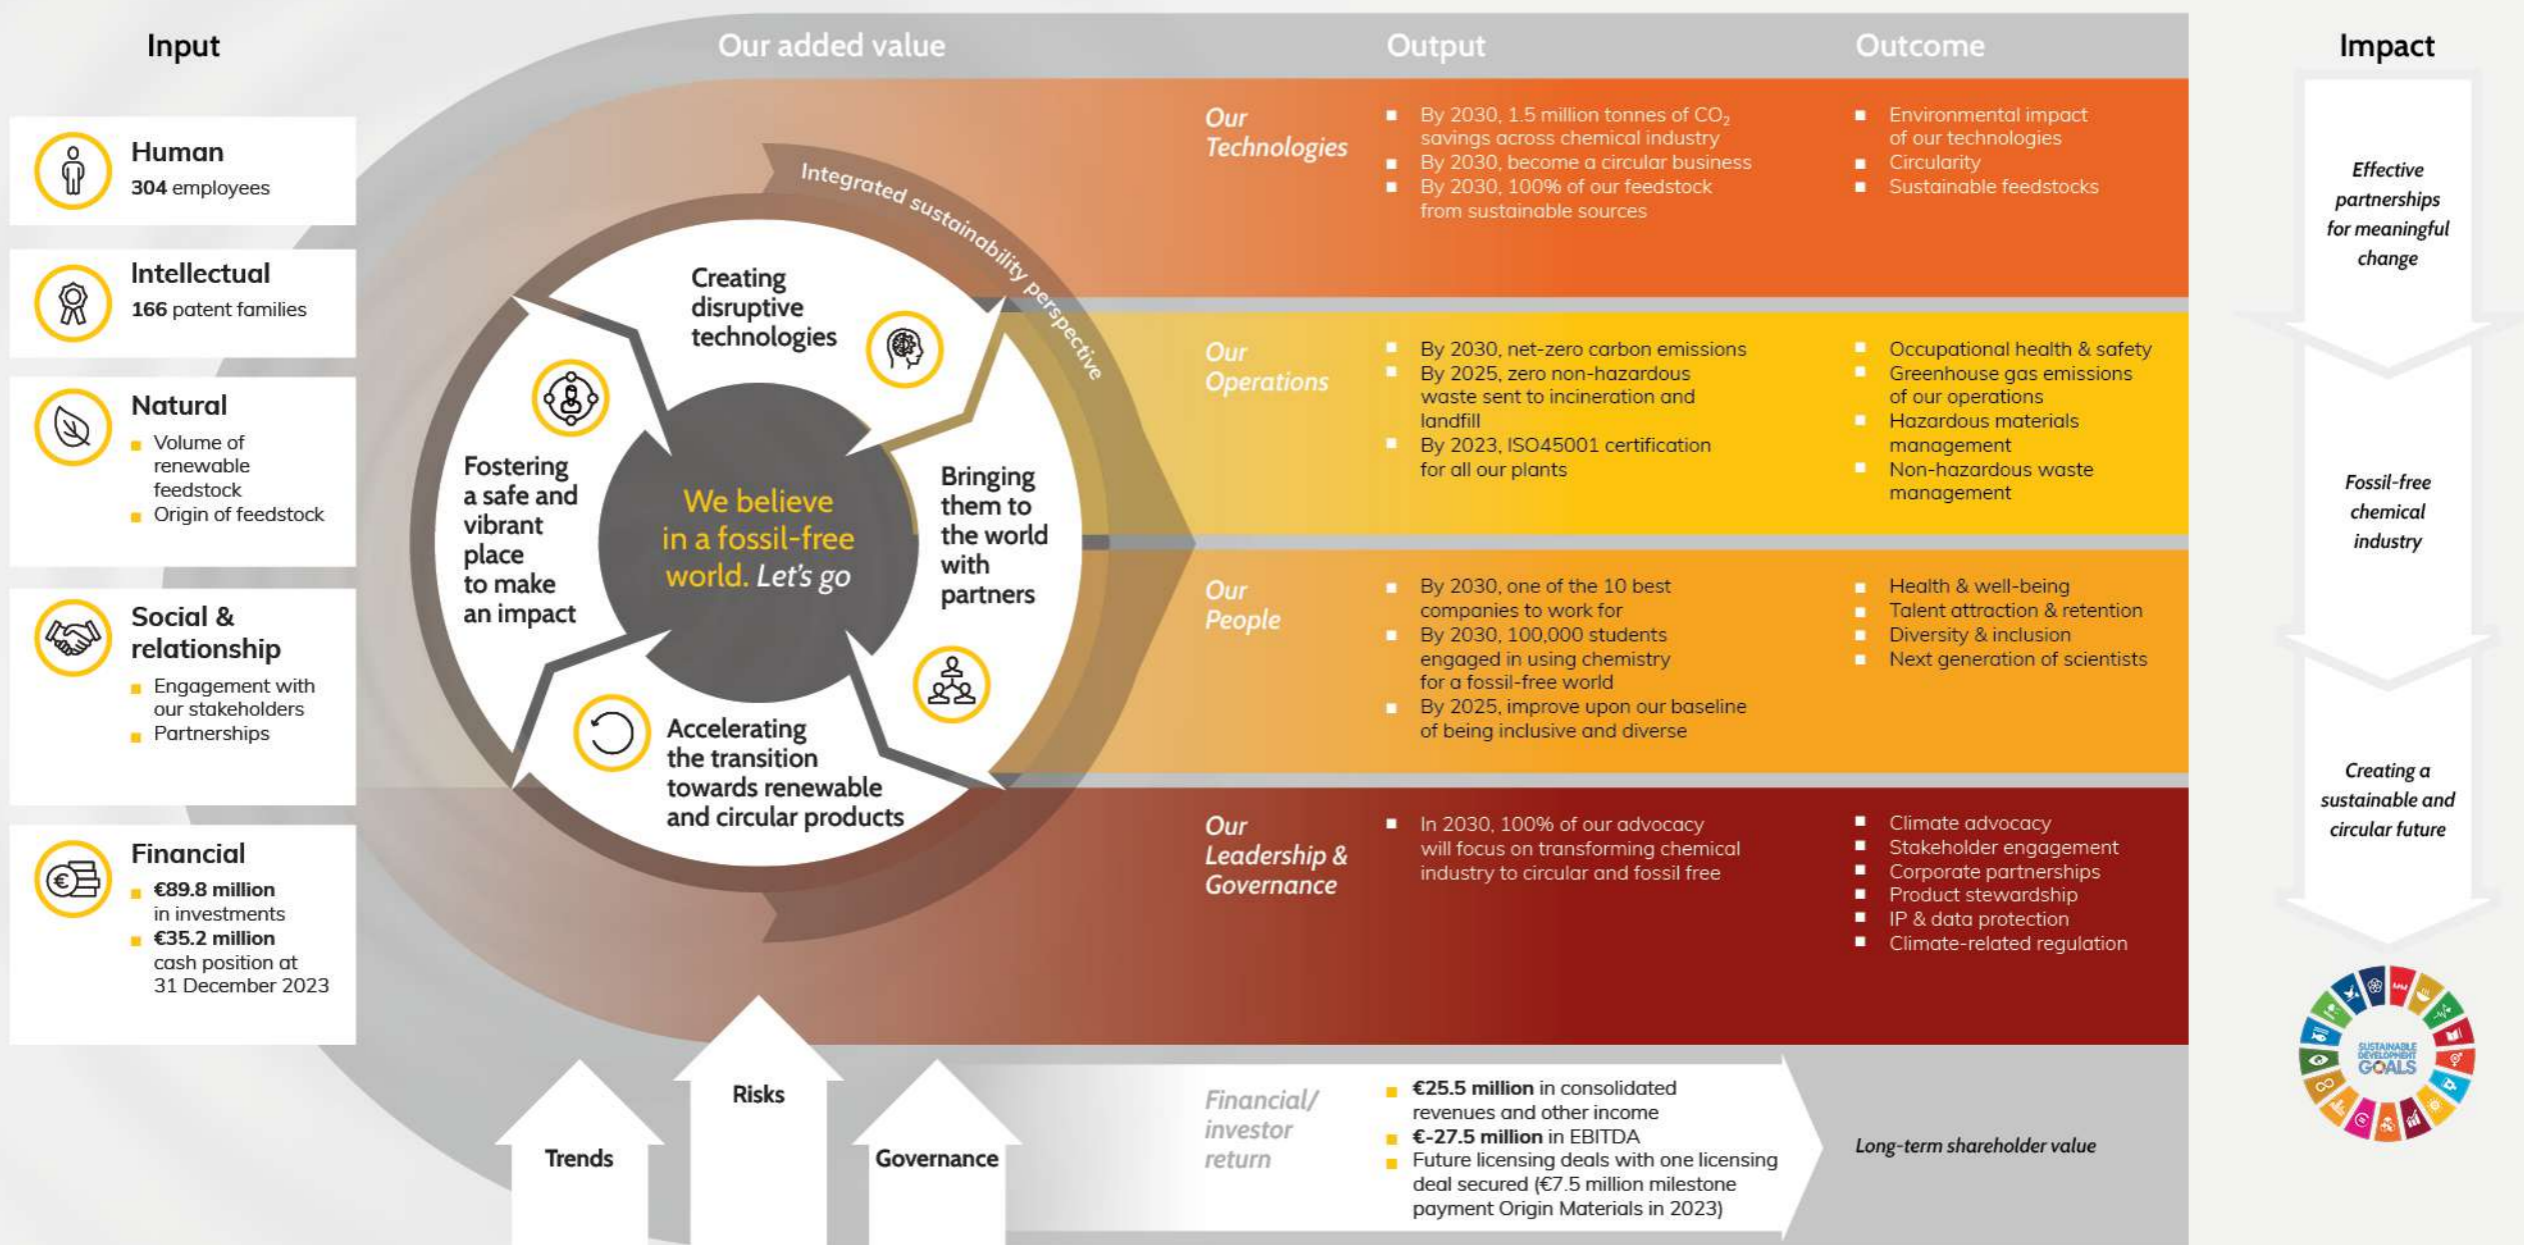 Input
Our added value
Output
Outcome
Impact
Human
304 employees
Intellectual
166 patent families
Natural
Volume of
renewable
feedstock
Origin of feedstock
Social &
relationship
Engagement with
our stakeholders
Partnerships
Financial
€89.8 million
in investments
€35.2 million
cash position at
31 December 2023
Integrated sustainability perspective
Creating
disruptive
technologies
Bringing
them to
the world
with
partners
Accelerating
the transition
towards renewable
and circular products
Fostering
a safe and
vibrant
place
to make
an impact
We believe
in a fossil-free
world. Let's go
Trends
Risks
Governance
Our
Technologies
By 2030, 1.5 million tonnes of CO₂
savings across chemical industry
By 2030, become a circular business
By 2030, 100% of our feedstock
from sustainable sources
Environmental impact
of our technologies
Circularity
Sustainable feedstocks
Our
Operations
By 2030, net-zero carbon emissions
By 2025, zero non-hazardous
waste sent to incineration and
landfill
By 2023, ISO45001 certification
for all our plants
Occupational health & safety
Greenhouse gas emissions
of our operations
Hazardous materials
management
Non-hazardous waste
management
Our
People
By 2030, one of the 10 best
companies to work for
By 2030, 100,000 students
engaged in using chemistry
for a fossil-free world
By 2025, improve upon our baseline
of being inclusive and diverse
Health & well-being
Talent attraction & retention
Diversity & inclusion
Next generation of scientists
Our
Leadership &
Governance
In 2030, 100% of our advocacy
will focus on transforming chemical
industry to circular and fossil free
Climate advocacy
Stakeholder engagement
Corporate partnerships
Product stewardship
IP & data protection
Climate-related regulation
Financial/
investor
return
€25.5 million in consolidated
revenues and other income
€-27.5 million in EBITDA
Future licensing deals with one licensing
deal secured (€7.5 million milestone
payment Origin Materials in 2023)
Long-term shareholder value
Effective
partnerships
for meaningful
change
Fossil-free
chemical
industry
Creating a
sustainable and
circular future
SUSTAINABLE
DEVELOPMENT
GOALS